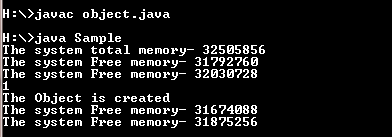 H:\>javac object.java
H:\>java Sample
The system total memory- 32505856
The system Free memory- 31792760
The system Free memory- 32030728
1
The Object is created
The system Free memory- 31674088
The system Free memory- 31875256